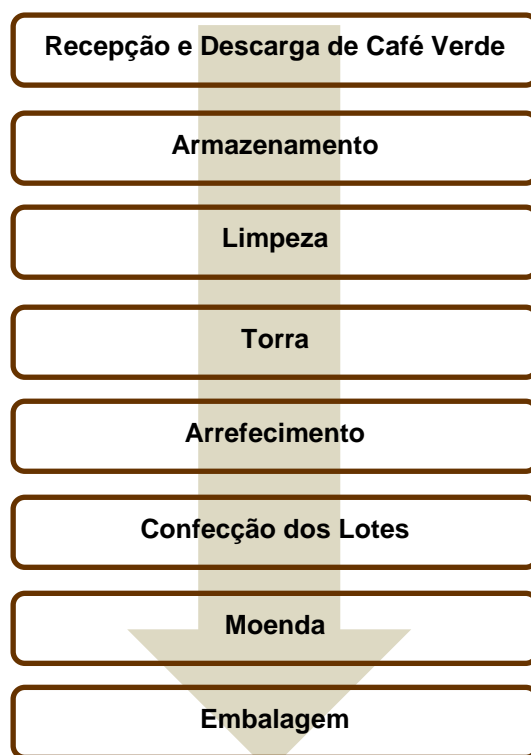 Recepção e Descarga de Café Verde
Armazenamento
Limpeza
Torra
Arrefecimento
Confecção dos Lotes
Moenda
Embalagem